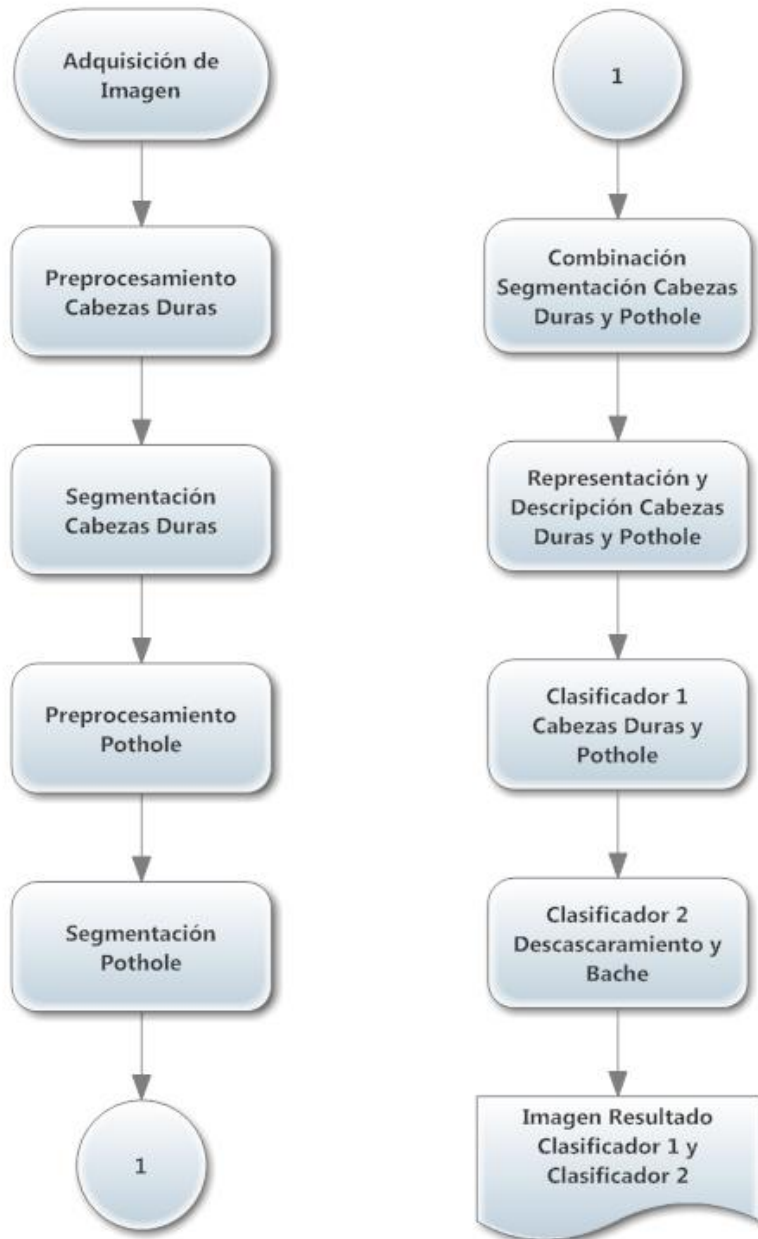 Adquisición de
Imagen
Preprocesamiento
Cabezas Duras
Segmentación
Cabezas Duras
Preprocesamiento
Pothole
Segmentación
Pothole
1
1
Combinación
Segmentación Cabezas
Duras y Pothole
Representación y
Descripción Cabezas
Duras y Pothole
Clasificador 1
Cabezas Duras y
Pothole
Clasificador 2
Descascaramiento y
Bache
Imagen Resultado
Clasificador 1 y
Clasificador 2